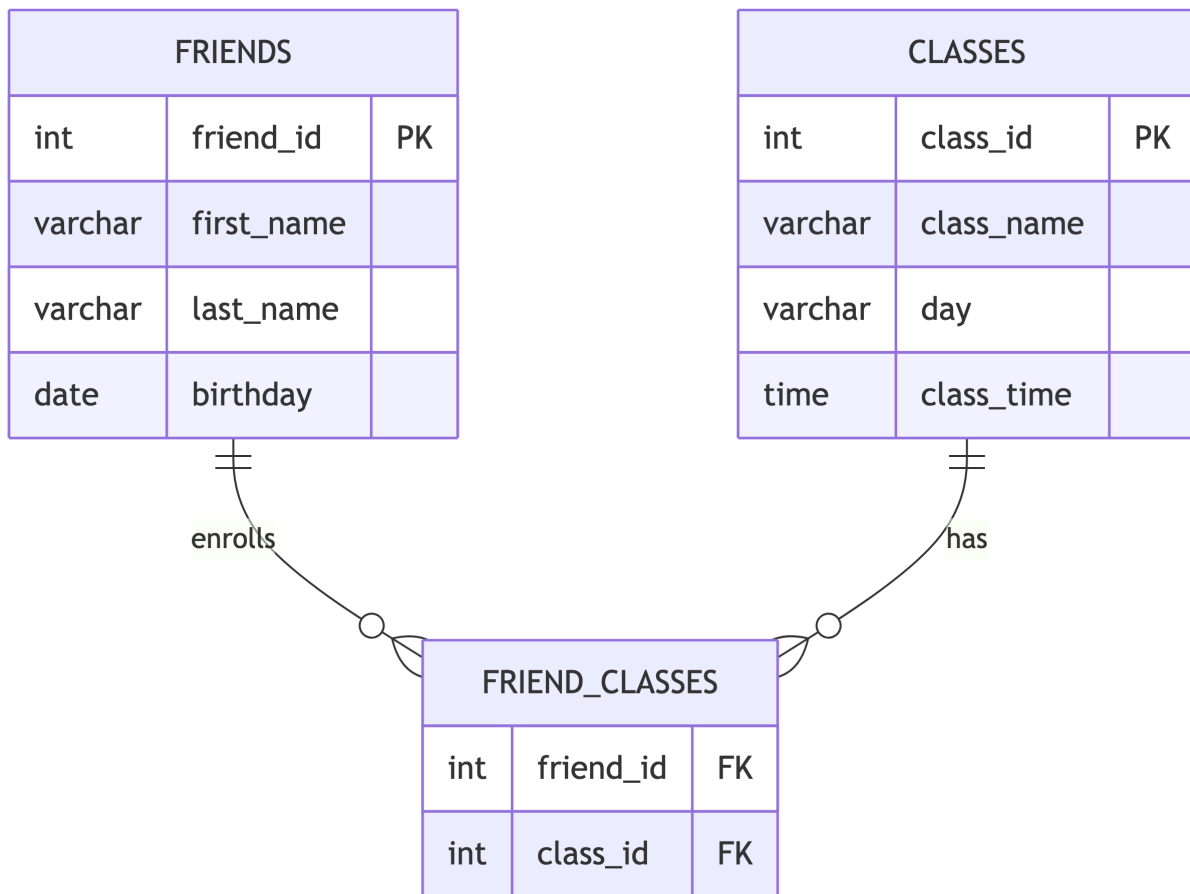 FRIENDS
int friend_id PK
varchar first_name
varchar last_name
date birthday
CLASSES
int class_id PK
varchar class_name
varchar day
time class_time
enrolls
has
FRIEND_CLASSES
int friend_id FK
int class_id FK